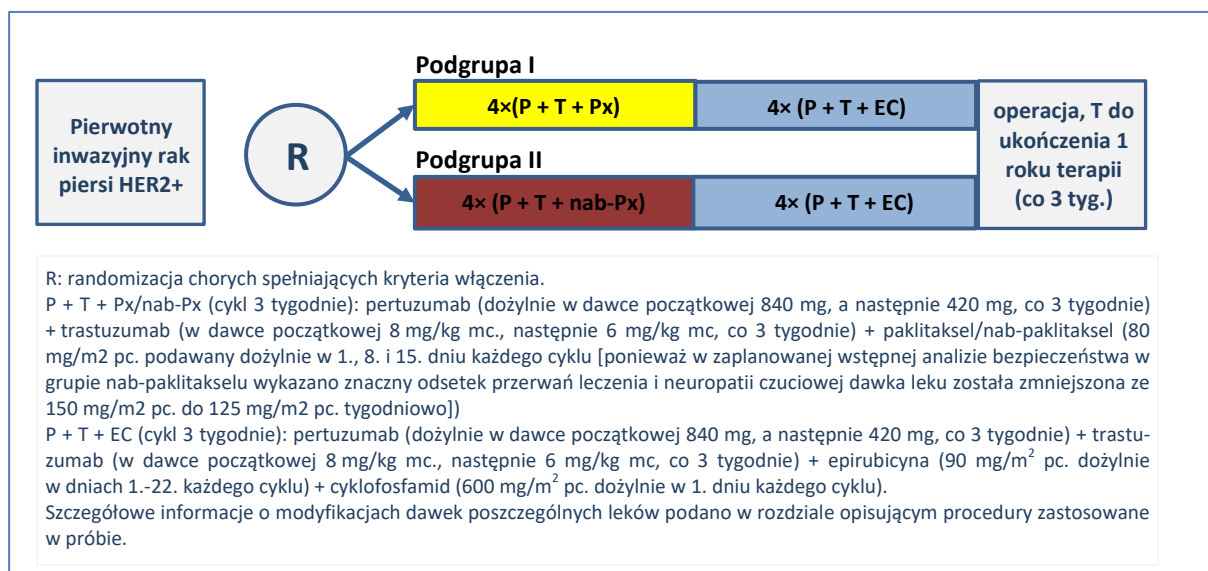 Podgrupa I
Pierwotny
inwazyjny rak
piersi HER2+
R
4×(P + T + Px)
4× (P + T + EC)
Podgrupa II
4× (P + T + nab-Px)
4× (P + T + EC)
operacja, T do
ukończenia 1
roku terapii
(co 3 tyg.)
R: randomizacja chorych spełniających kryteria włączenia.
P + T + Px/nab-Px (cykl 3 tygodnie): pertuzumab (dożylnie w dawce początkowej 840 mg, a następnie 420 mg, co 3 tygodnie)
+ trastuzumab (w dawce początkowej 8 mg/kg mc., następnie 6 mg/kg mc, co 3 tygodnie) + paklitaksel/nab-paklitaksel (80
mg/m2 pc. podawany dożylnie w 1., 8. i 15. dniu każdego cyklu [ponieważ w zaplanowanej wstępnej analizie bezpieczeństwa w
grupie nab-paklitakselu wykazano znaczny odsetek przerwań leczenia i neuropatii czuciowej dawka leku została zmniejszona ze
150 mg/m2 pc. do 125 mg/m2 pc. tygodniowo])
P + T + EC (cykl 3 tygodnie): pertuzumab (dożylnie w dawce początkowej 840 mg, a następnie 420 mg, co 3 tygodnie) + trastu-
zumab (w dawce początkowej 8 mg/kg mc., następnie 6 mg/kg mc, co 3 tygodnie) + epirubicyna (90 mg/m² pc. dożylnie
w dniach 1.-22. każdego cyklu) + cyklofosfamid (600 mg/m² pc. dożylnie w 1. dniu każdego cyklu).
Szczegółowe informacje o modyfikacjach dawek poszczególnych leków podano w rozdziale opisującym procedury zastosowane
w próbie.